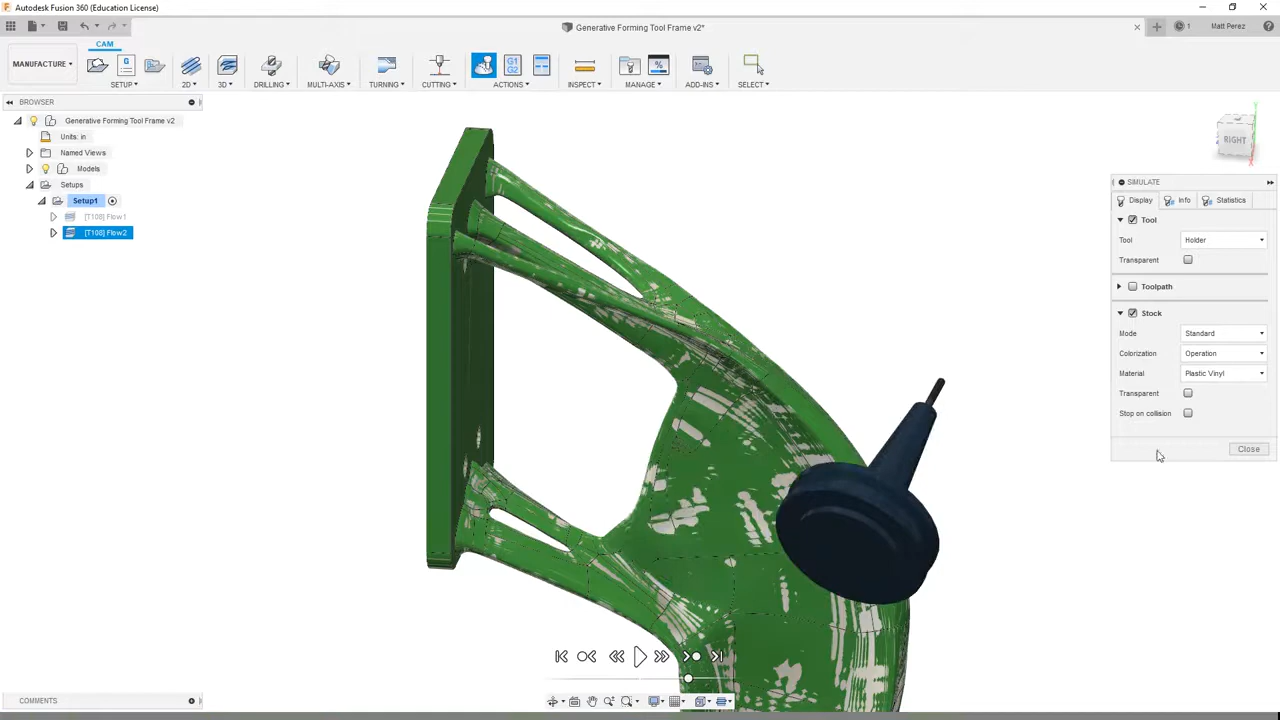 Autodesk Fusion 360 (Education License)
Generative Forming Tool Frame v2*
1
Matt Perez
CAM
MANUFACTURE
G
G1
G2
SETUP
2D
3D
DRILLING
MULTI-AXIS
TURNING
CUTTING
ACTIONS
INSPECT
MANAGE
ADD-INS
SELECT
BROWSER
Generative Forming Tool Frame v2
Units: in
Named Views
Models
Setups
Setup1
[T108] Flow1
[T108] Flow2
RIGHT
SIMULATE
Display
Info
Statistics
Tool
Tool Holder
Transparent
Toolpath
Stock
Mode Standard
Colorization Operation
Material Plastic Vinyl
Transparent
Stop on collision
Close
COMMENTS